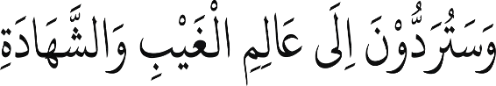 وَسَتُرَدُّوْنَ اِلَى عَالِمِ الْغَيْبِ وَالشَّهَادَةِ